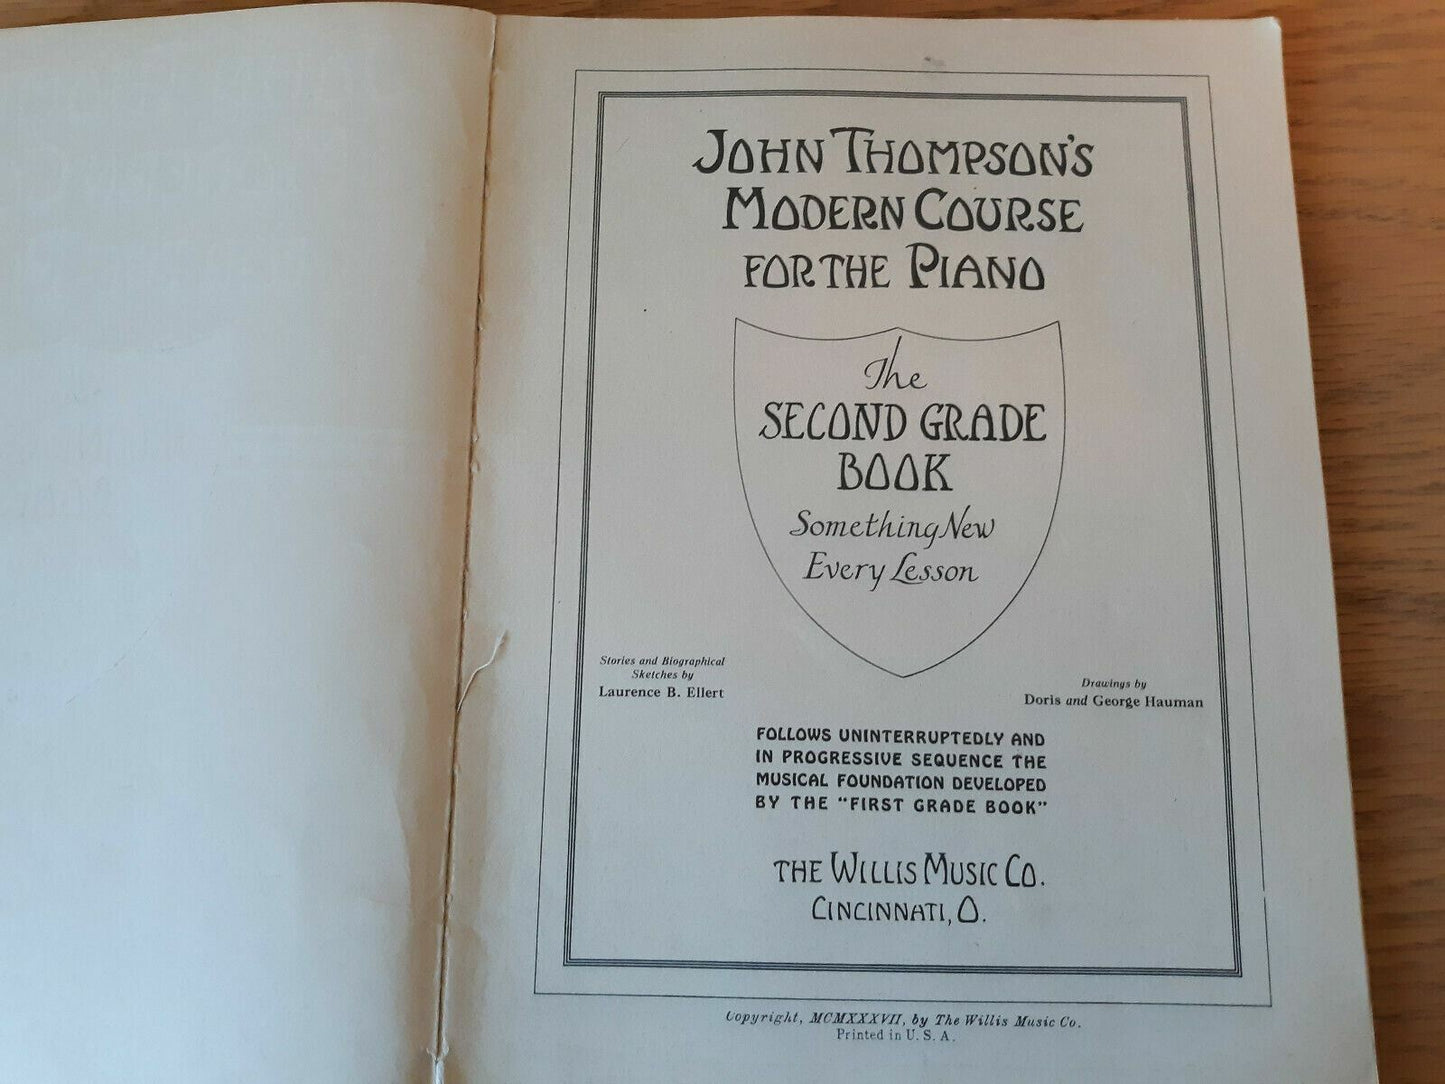 JOHN THOMPSON'S
MODERN COURSE
FOR THE PIANO
The
SECOND GRADE
BOOK
Something New
Every Lesson
Stories and Biographical
Sketches by
Laurence B. Ellert
Drawings by
Doris and George Hauman
FOLLOWS UNINTERRUPTEDLY AND
IN PROGRESSIVE SEQUENCE THE
MUSICAL FOUNDATION DEVELOPED
BY THE "FIRST GRADE BOOK"
THE WILLIS MUSIC CO.
CINCINNATI, O.
Copyright, MCMXXXVII, by The Willis Music Co.
Printed in U. S. A.